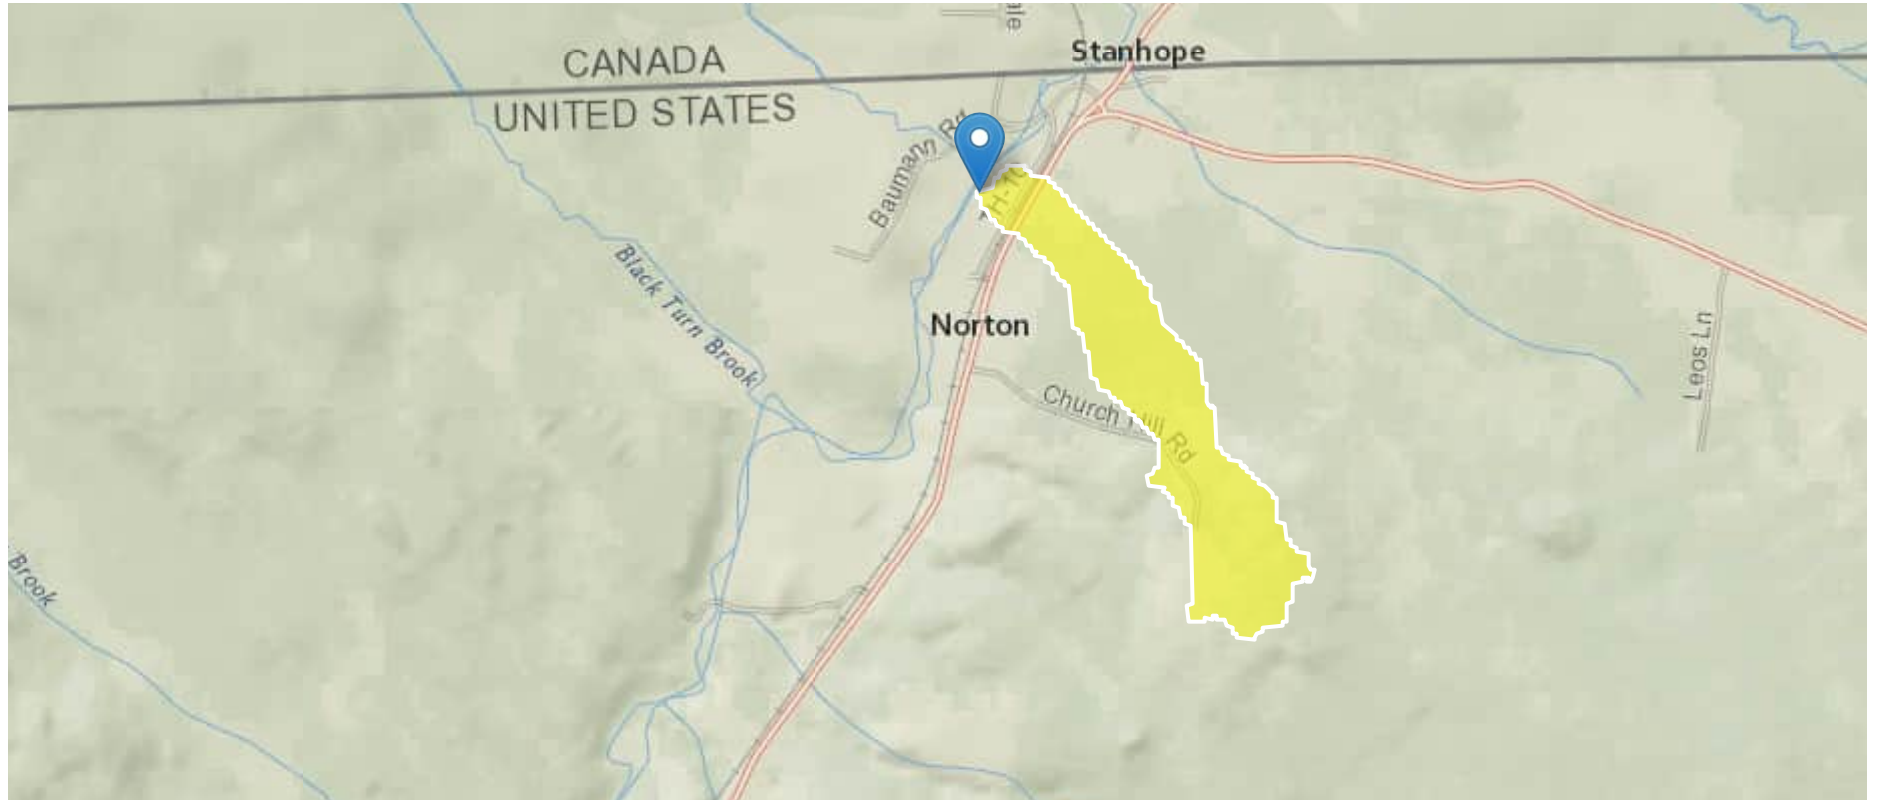 Stanhope
CANADA
UNITED STATES
Baumann Rd
Black Turn Brook
Norton
Church Hill Rd
Leos Ln
Brook